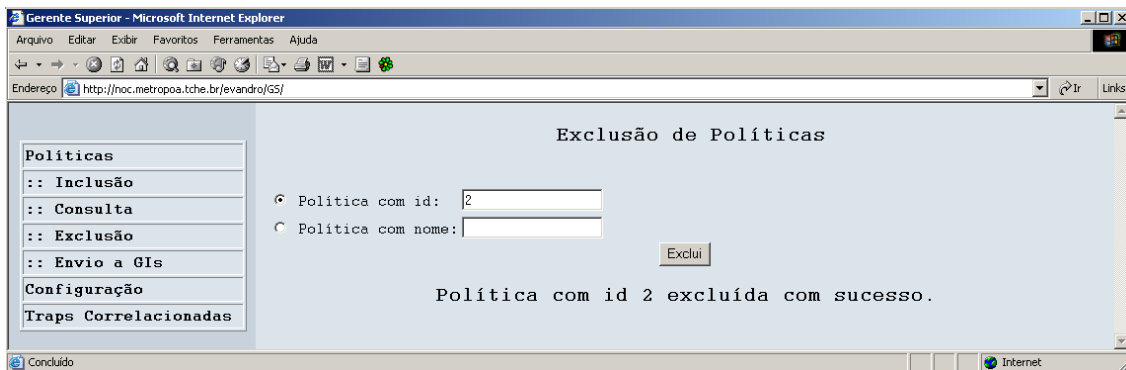 Gerente Superior - Microsoft Internet Explorer
Arquivo Editar Exibir Favoritos Ferramentas Ajuda
Endereço http://noc.metropoa.tche.br/evandro/GS/ Ir Links
Exclusão de Políticas
Políticas
:: Inclusão
:: Consulta
:: Exclusão
:: Envio a GIs
Configuração
Traps Correlacionadas
Política com id: 2
Política com nome:
Exclui
Política com id 2 excluída com sucesso.
Concluído Internet